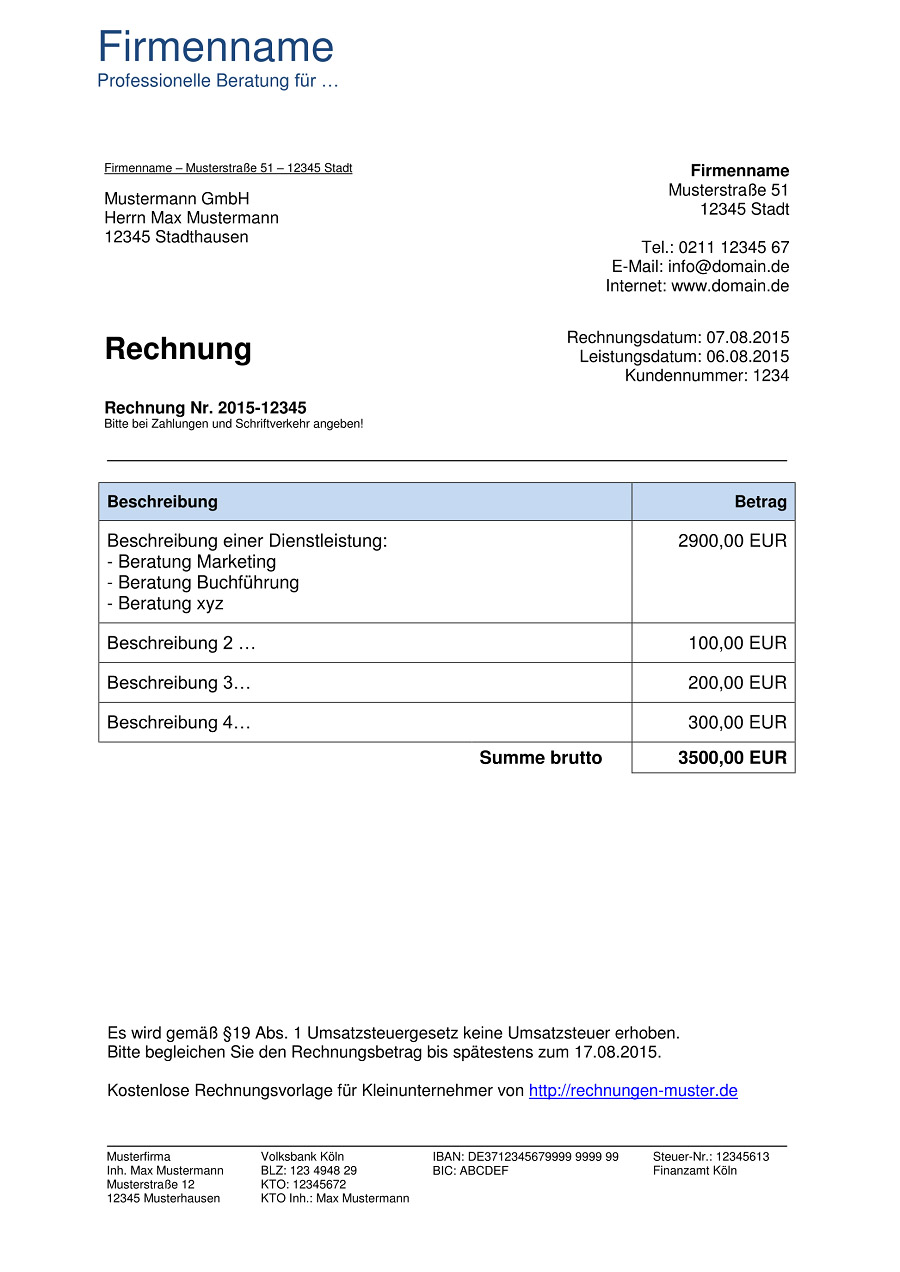 Firmenname
Professionelle Beratung für …
Firmenname – Musterstraße 51 – 12345 Stadt
Mustermann GmbH
Herrn Max Mustermann
12345 Stadthausen
Firmenname
Musterstraße 51
12345 Stadt
Tel.: 0211 12345 67
E-Mail: info@domain.de
Internet: www.domain.de
Rechnung
Rechnungsdatum: 07.08.2015
Leistungsdatum: 06.08.2015
Kundennummer: 1234
Rechnung Nr. 2015-12345
Bitte bei Zahlungen und Schriftverkehr angeben!
Beschreibung Betrag
Beschreibung einer Dienstleistung: 2900,00 EUR
- Beratung Marketing
- Beratung Buchführung
- Beratung xyz
Beschreibung 2 … 100,00 EUR
Beschreibung 3… 200,00 EUR
Beschreibung 4… 300,00 EUR
Summe brutto 3500,00 EUR
Es wird gemäß §19 Abs. 1 Umsatzsteuergesetz keine Umsatzsteuer erhoben.
Bitte begleichen Sie den Rechnungsbetrag bis spätestens zum 17.08.2015.
Kostenlose Rechnungsvorlage für Kleinunternehmer von http://rechnungen-muster.de
Musterfirma Volksbank Köln IBAN: DE3712345679999 9999 99 Steuer-Nr.: 12345613
Inh. Max Mustermann BLZ: 123 4948 29 BIC: ABCDEF Finanzamt Köln
Musterstraße 12 KTO: 12345672
12345 Musterhausen KTO Inh.: Max Mustermann